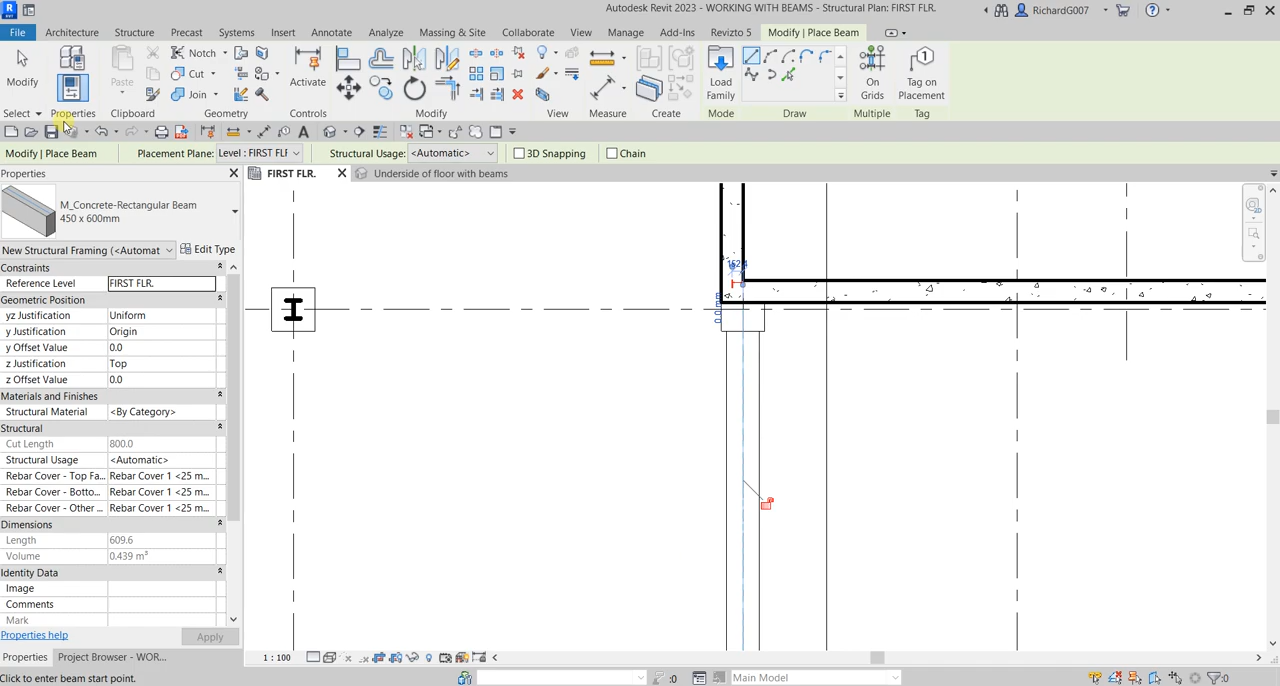 Autodesk Revit 2023 - WORKING WITH BEAMS - Structural Plan: FIRST FLR.
RichardG007
File Architecture Structure Precast Systems Insert Annotate Analyze Massing & Site Collaborate View Manage Add-Ins Revizto 5 Modify | Place Beam
Modify
Paste
Notch
Cut
Join
Activate
Load
Family
On
Grids
Tag on
Placement
Select Properties Clipboard Geometry Controls Modify View Measure Create Mode Draw Multiple Tag
Modify | Place Beam Placement Plane: Level : FIRST FLF Structural Usage: <Automatic> 3D Snapping Chain
Properties
FIRST FLR. Underside of floor with beams
M_Concrete-Rectangular Beam
450 x 600mm
New Structural Framing (<Automat Edit Type
Constraints
Reference Level FIRST FLR.
Geometric Position
yz Justification Uniform
y Justification Origin
y Offset Value 0.0
z Justification Top
z Offset Value 0.0
Materials and Finishes
Structural Material <By Category>
Structural
Cut Length 800.0
Structural Usage <Automatic>
Rebar Cover - Top Fa... Rebar Cover 1 <25 m...
Rebar Cover - Botto... Rebar Cover 1 <25 m...
Rebar Cover - Other ... Rebar Cover 1 <25 m...
Dimensions
Length 609.6
Volume 0.439 m³
Identity Data
Image
Comments
Mark
Properties help Apply
Properties Project Browser - WOR...
1 : 100
Click to enter beam start point.
:0 Main Model :0
152.4